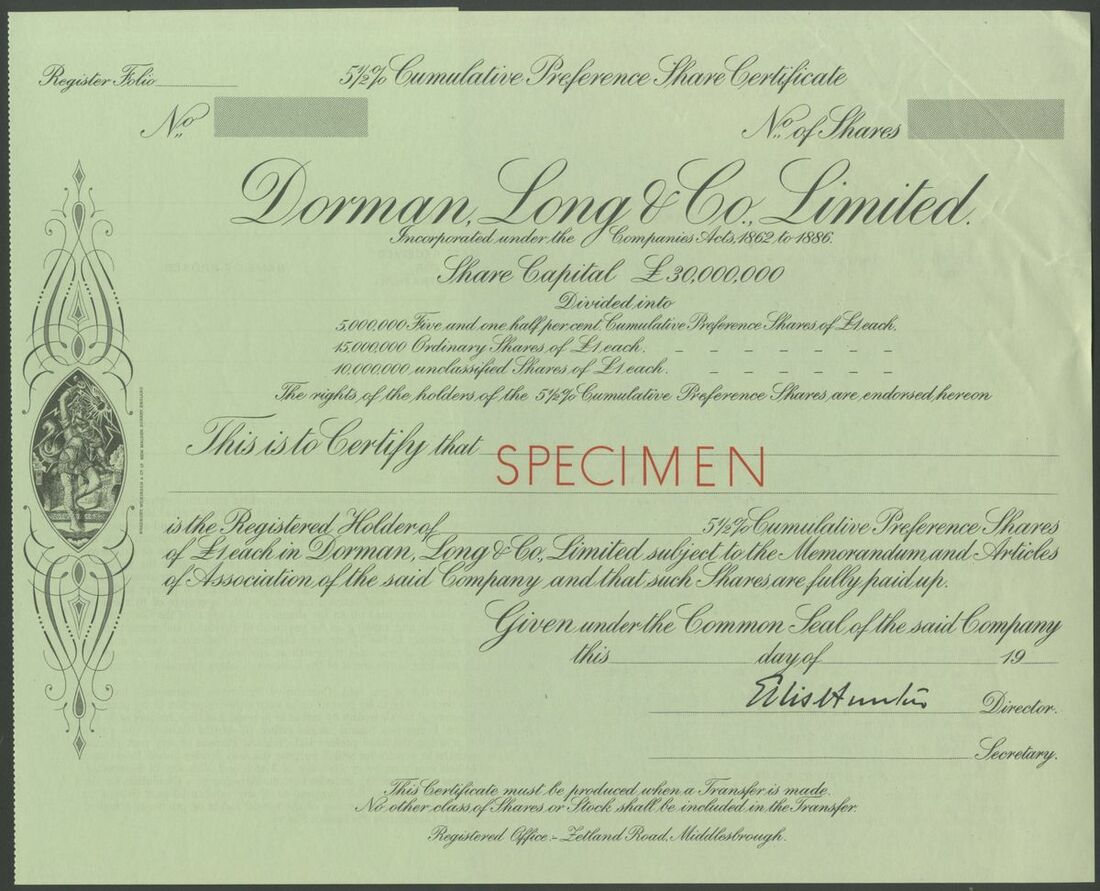 Register Folio
5½% Cumulative Preference Share Certificate
No
No of Shares
Dorman, Long & Co., Limited.
Incorporated under the Companies Acts, 1862 to 1886.
Share Capital £30,000,000
Divided into
5,000,000 Five and one half per cent. Cumulative Preference Shares of £1 each.
15,000,000 Ordinary Shares of £1 each.
10,000,000 unclassified Shares of £1 each.
The rights of the holders of the 5½% Cumulative Preference Shares are endorsed hereon
This is to Certify that
SPECIMEN
is the Registered Holder of 5½% Cumulative Preference Shares
of £1 each in Dorman, Long & Co., Limited subject to the Memorandum and Articles
of Association of the said Company and that such Shares are fully paid up.
Given under the Common Seal of the said Company
this day of 19
Ellis Hunter Director.
Secretary.
This Certificate must be produced when a Transfer is made.
No other class of Shares or Stock shall be included in the Transfer.
Registered Office:- Zetland Road, Middlesbrough.